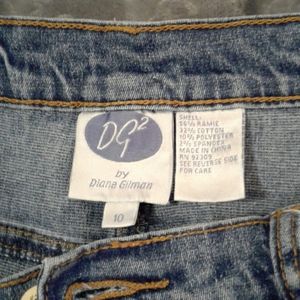 DG2
by
Diane Gilman
10
SHELL:
56% RAMIE
32% COTTON
10% POLYESTER
2% SPANDEX
MADE IN CHINA
RN 92309
SEE REVERSE SIDE
FOR CARE